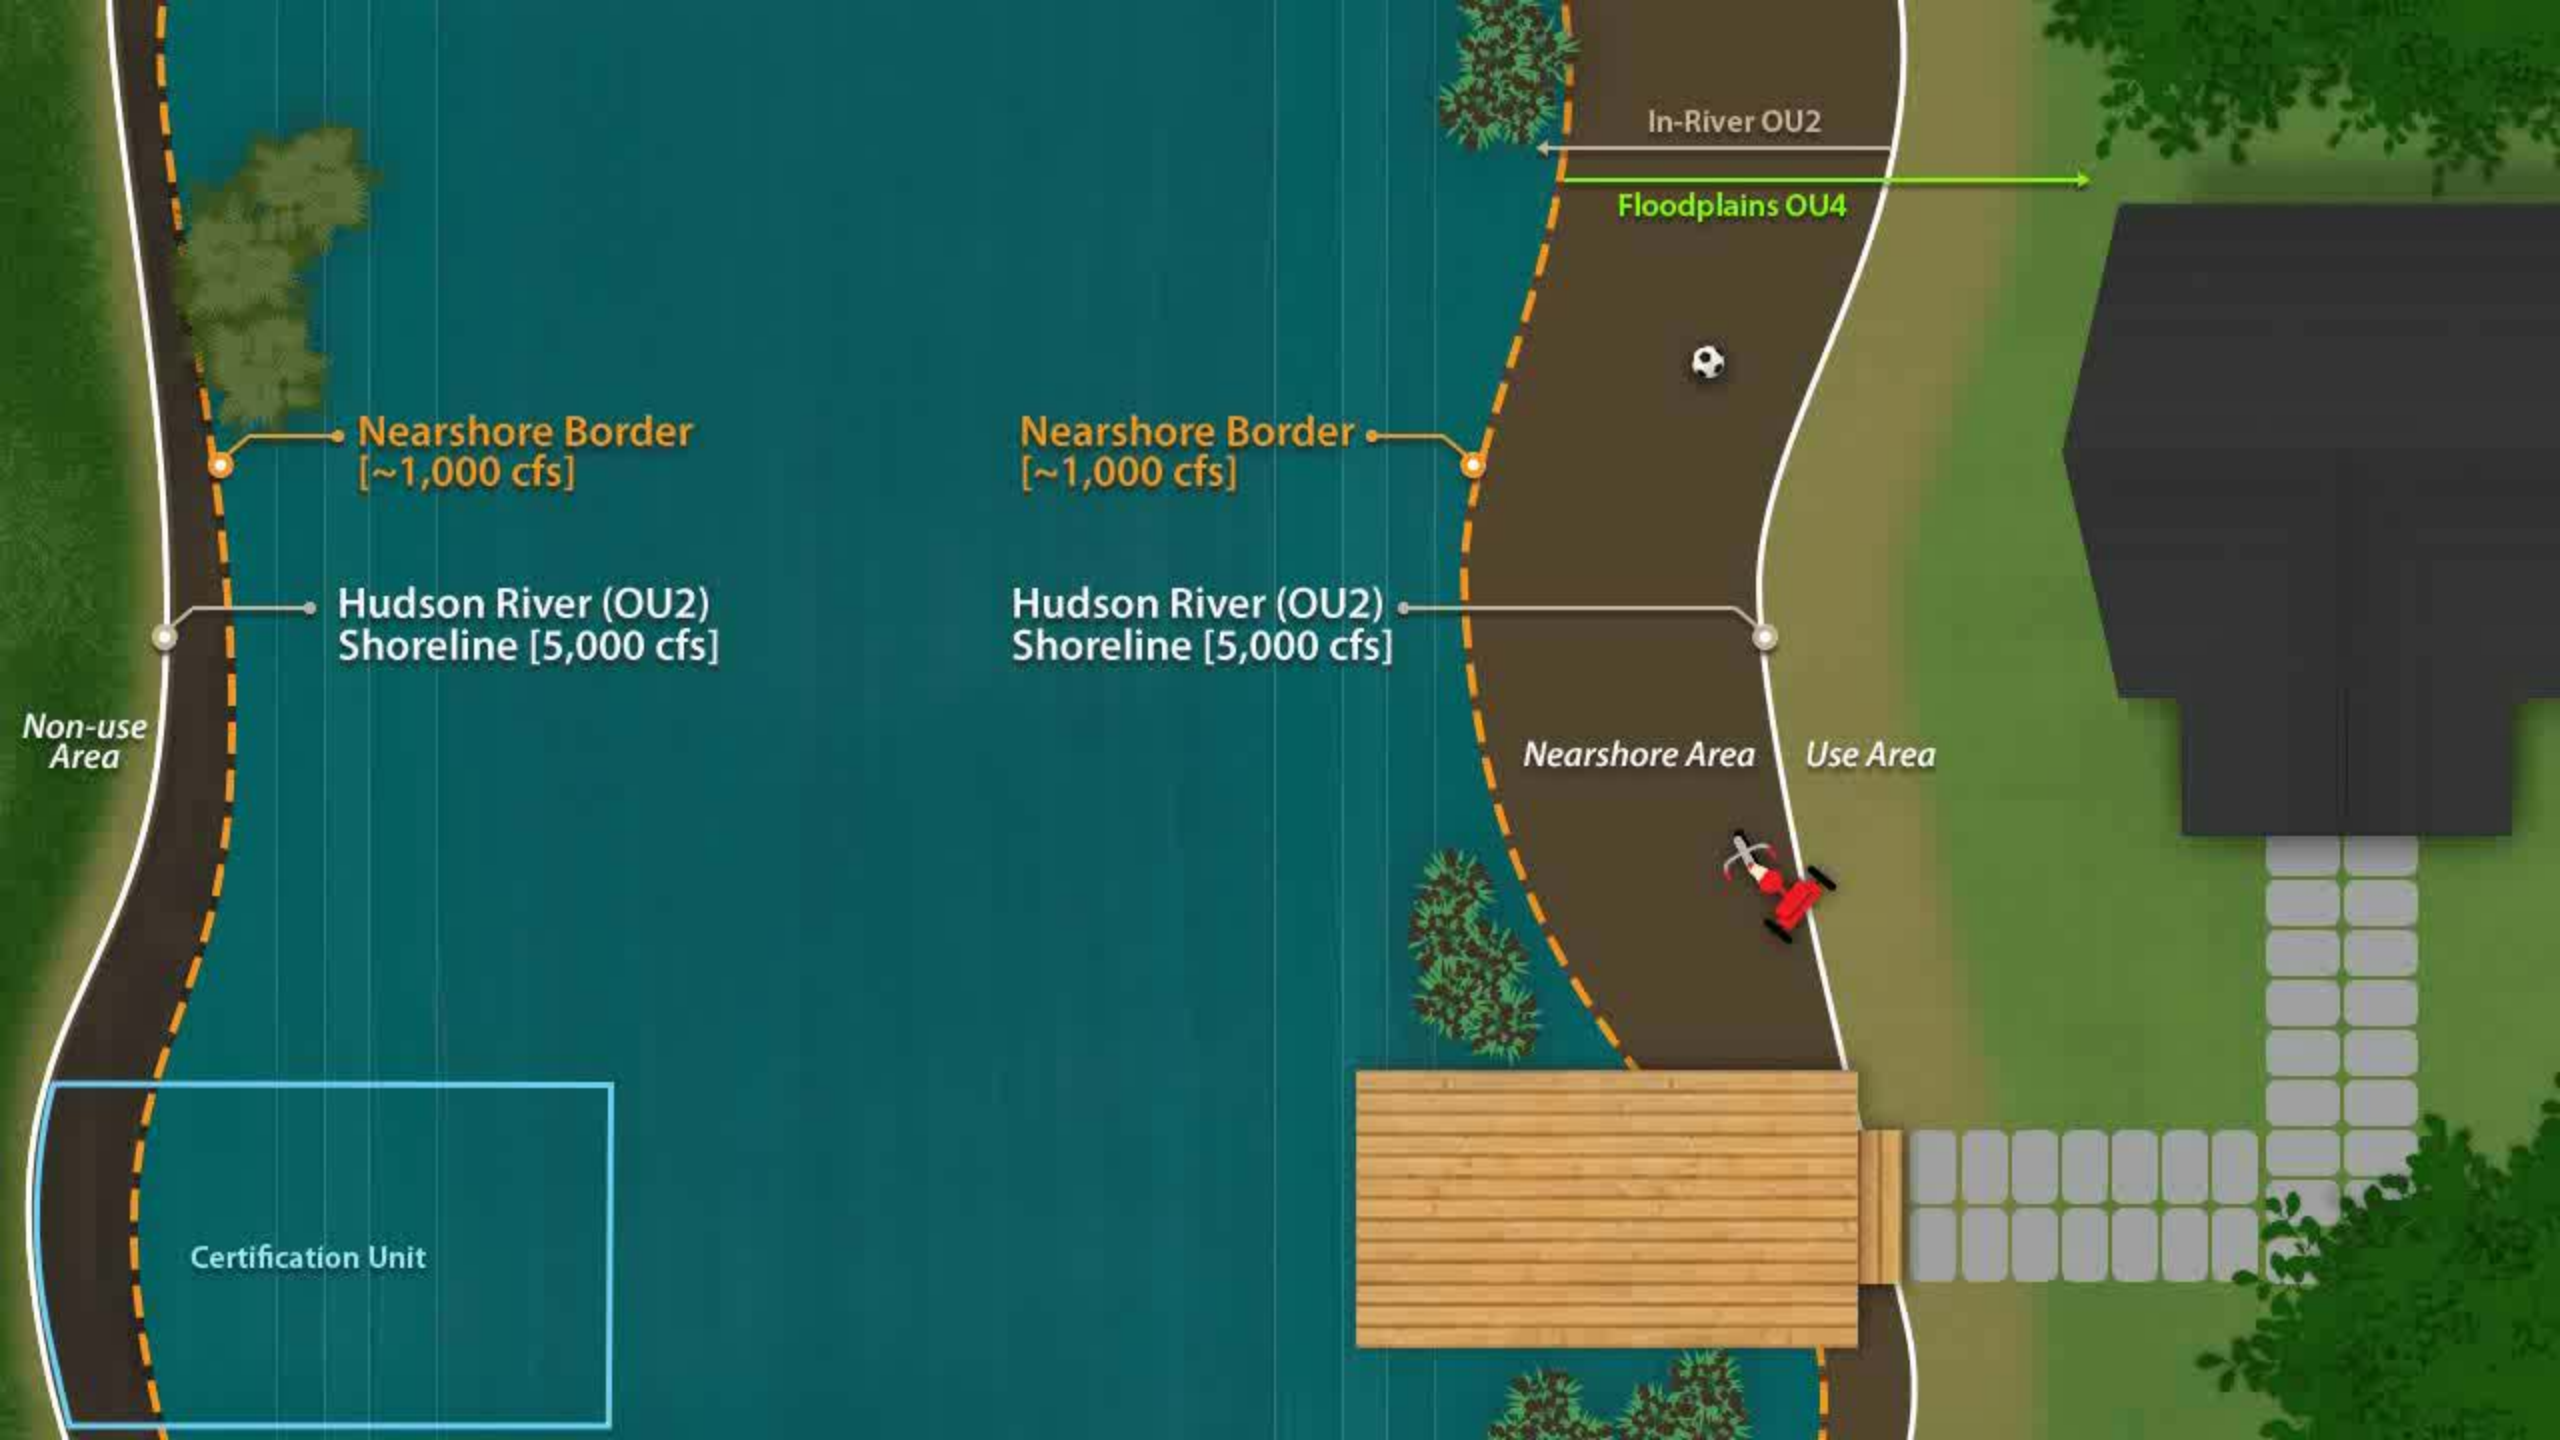 In-River OU2
Floodplains OU4
Nearshore Border
[~1,000 cfs]
Nearshore Border
[~1,000 cfs]
Hudson River (OU2)
Shoreline [5,000 cfs]
Hudson River (OU2)
Shoreline [5,000 cfs]
Non-use
Area
Nearshore Area
Use Area
Certification Unit